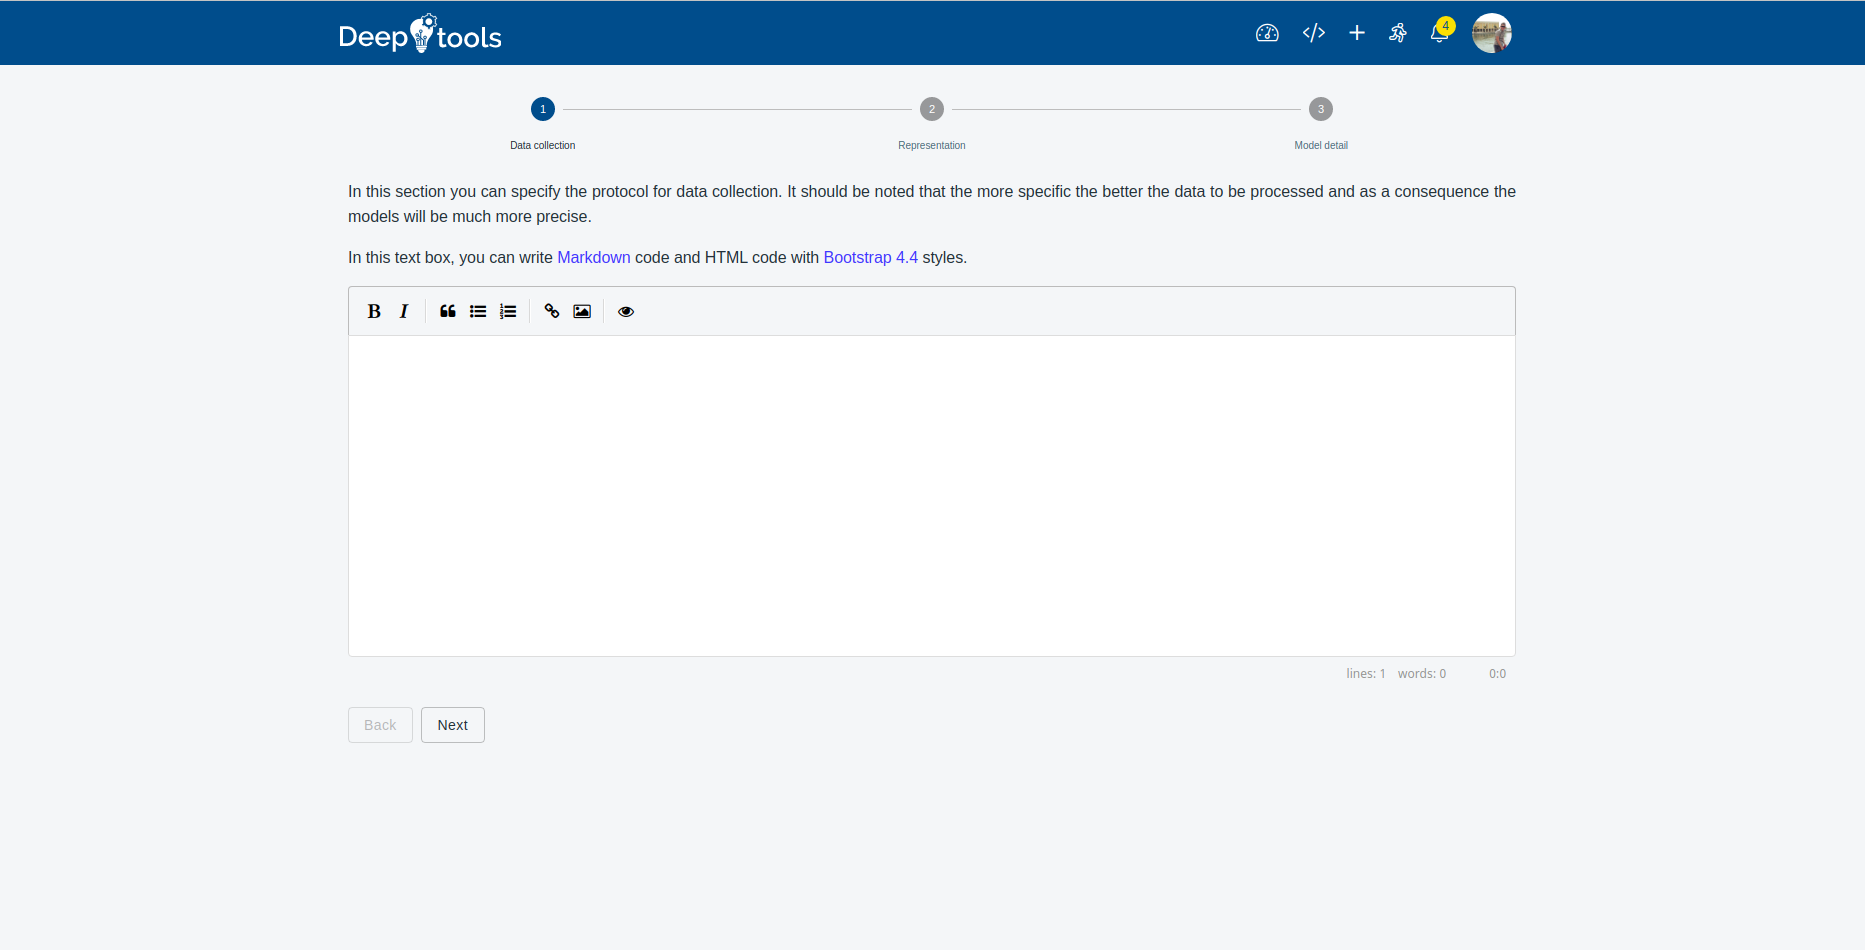 Deep tools
4
1
2
3
Data collection
Representation
Model detail
In this section you can specify the protocol for data collection. It should be noted that the more specific the better the data to be processed and as a consequence the
models will be much more precise.
In this text box, you can write Markdown code and HTML code with Bootstrap 4.4 styles.
B I
lines: 1 words: 0 0:0
Back Next